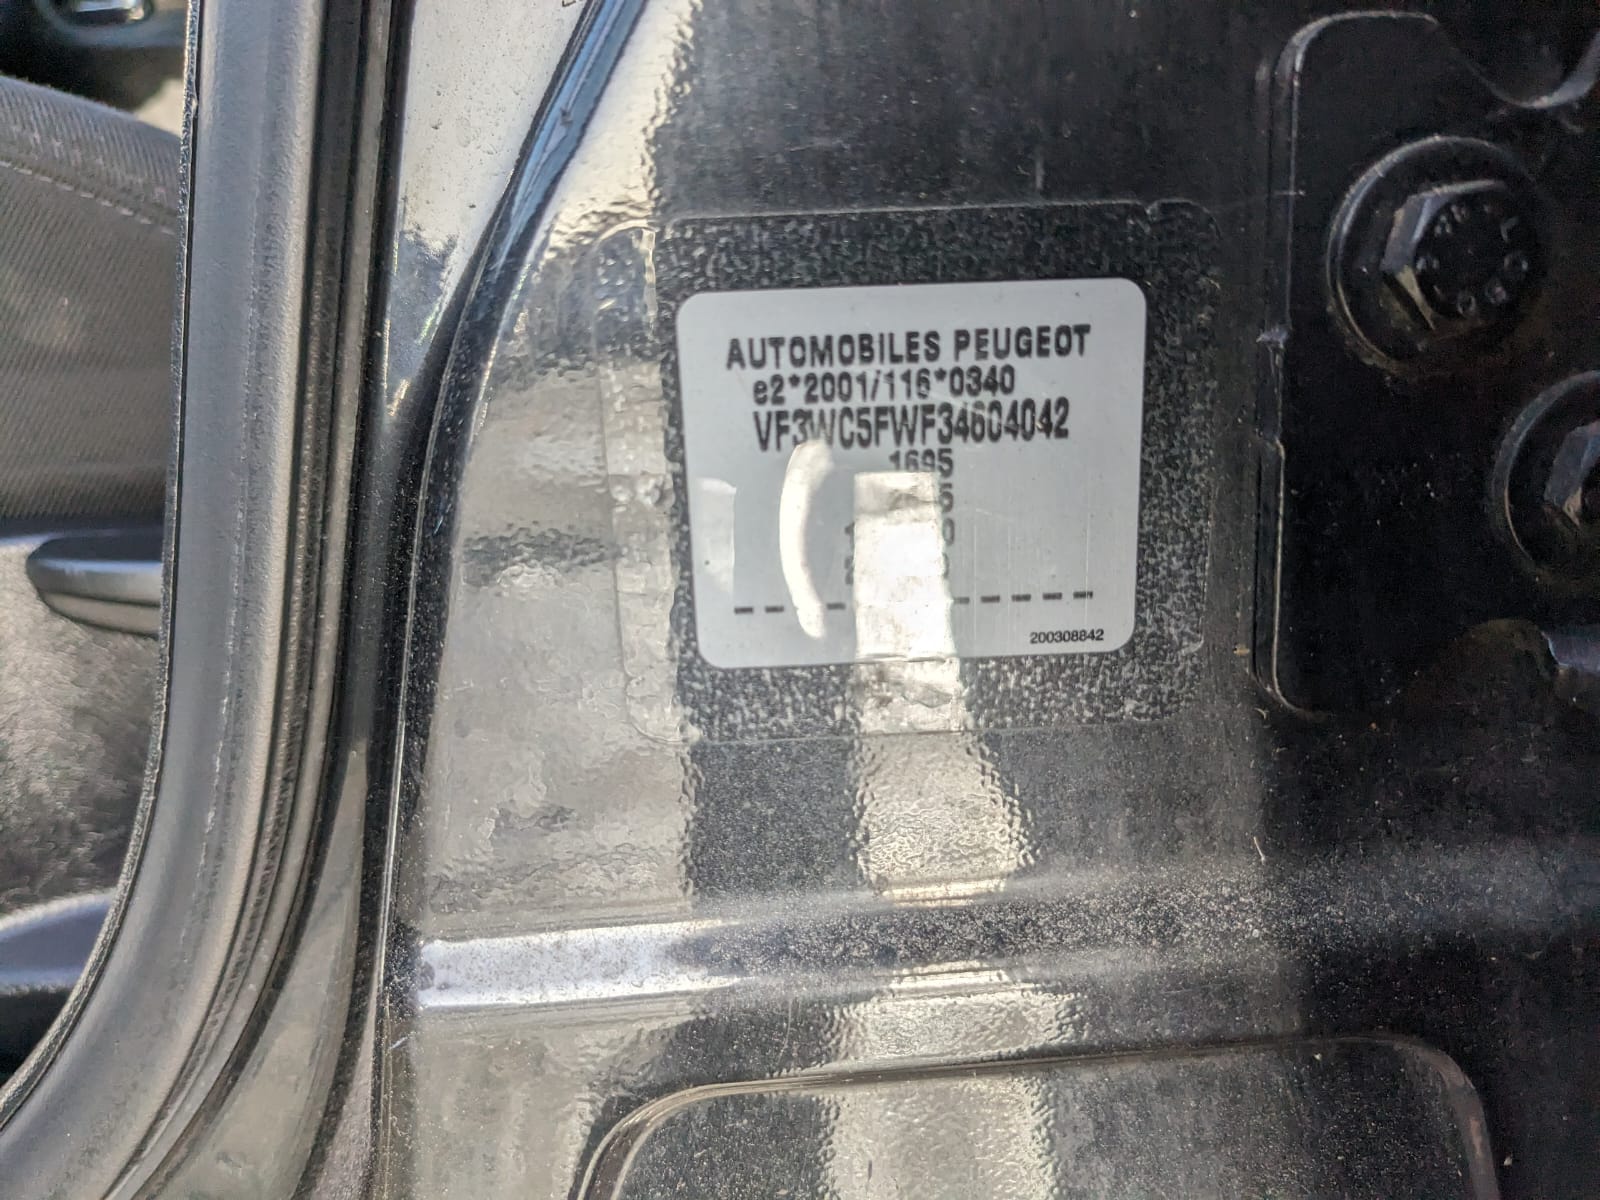 AUTOMOBILES PEUGEOT
e2*2001/116*0340
VF3WC5FWF34604042
1695
200308842